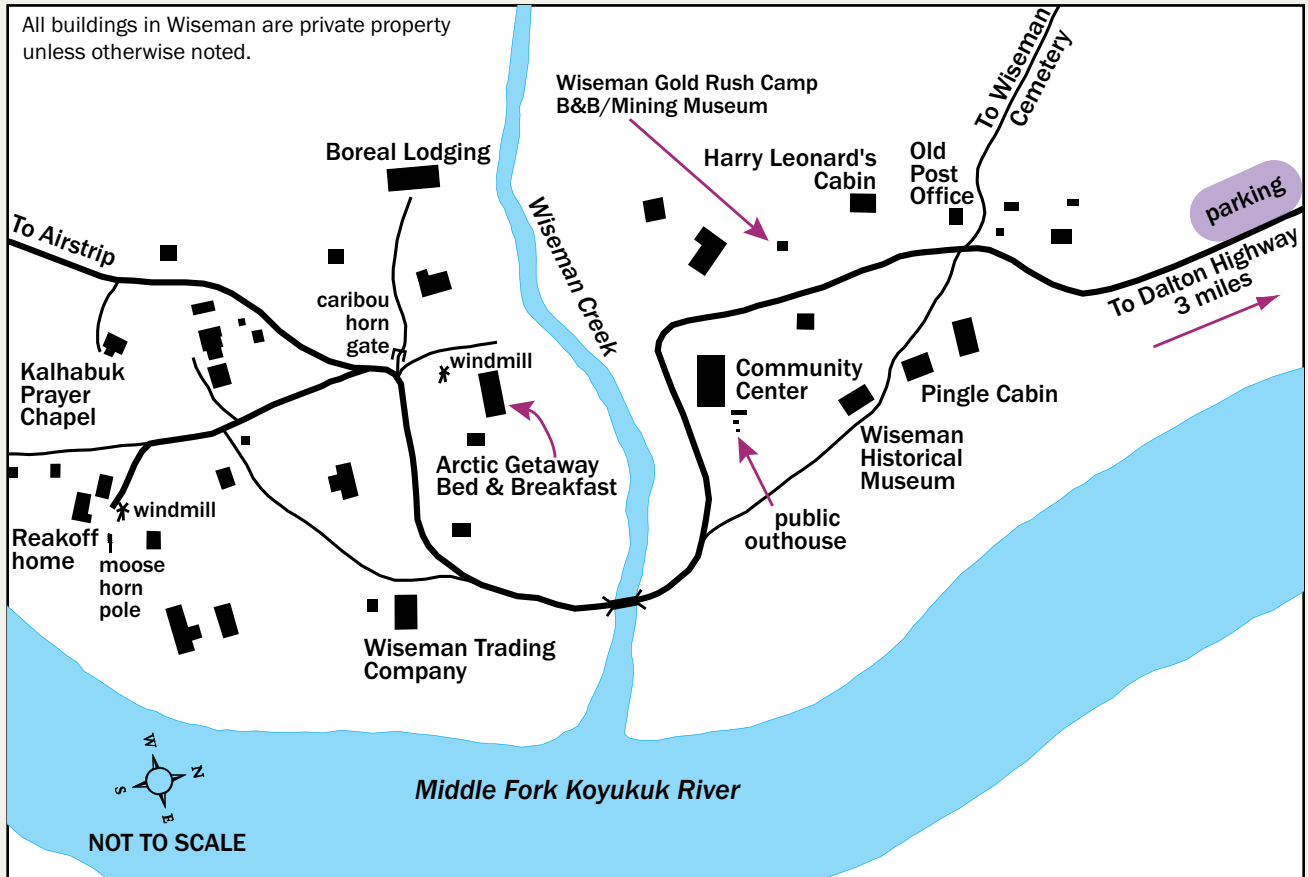 All buildings in Wiseman are private property
unless otherwise noted.
To Wiseman
Cemetery
Wiseman Gold Rush Camp
B&B/Mining Museum
Boreal Lodging
Harry Leonard's
Cabin
Old
Post
Office
parking
To Airstrip
Wiseman Creek
To Dalton Highway
3 miles
caribou
horn
gate
windmill
Kalhabuk
Prayer
Chapel
Community
Center
Pingle Cabin
Arctic Getaway
Bed & Breakfast
Wiseman
Historical
Museum
windmill
public
outhouse
Reakoff
home
moose
horn
pole
Wiseman Trading
Company
W
N
S
E
Middle Fork Koyukuk River
NOT TO SCALE